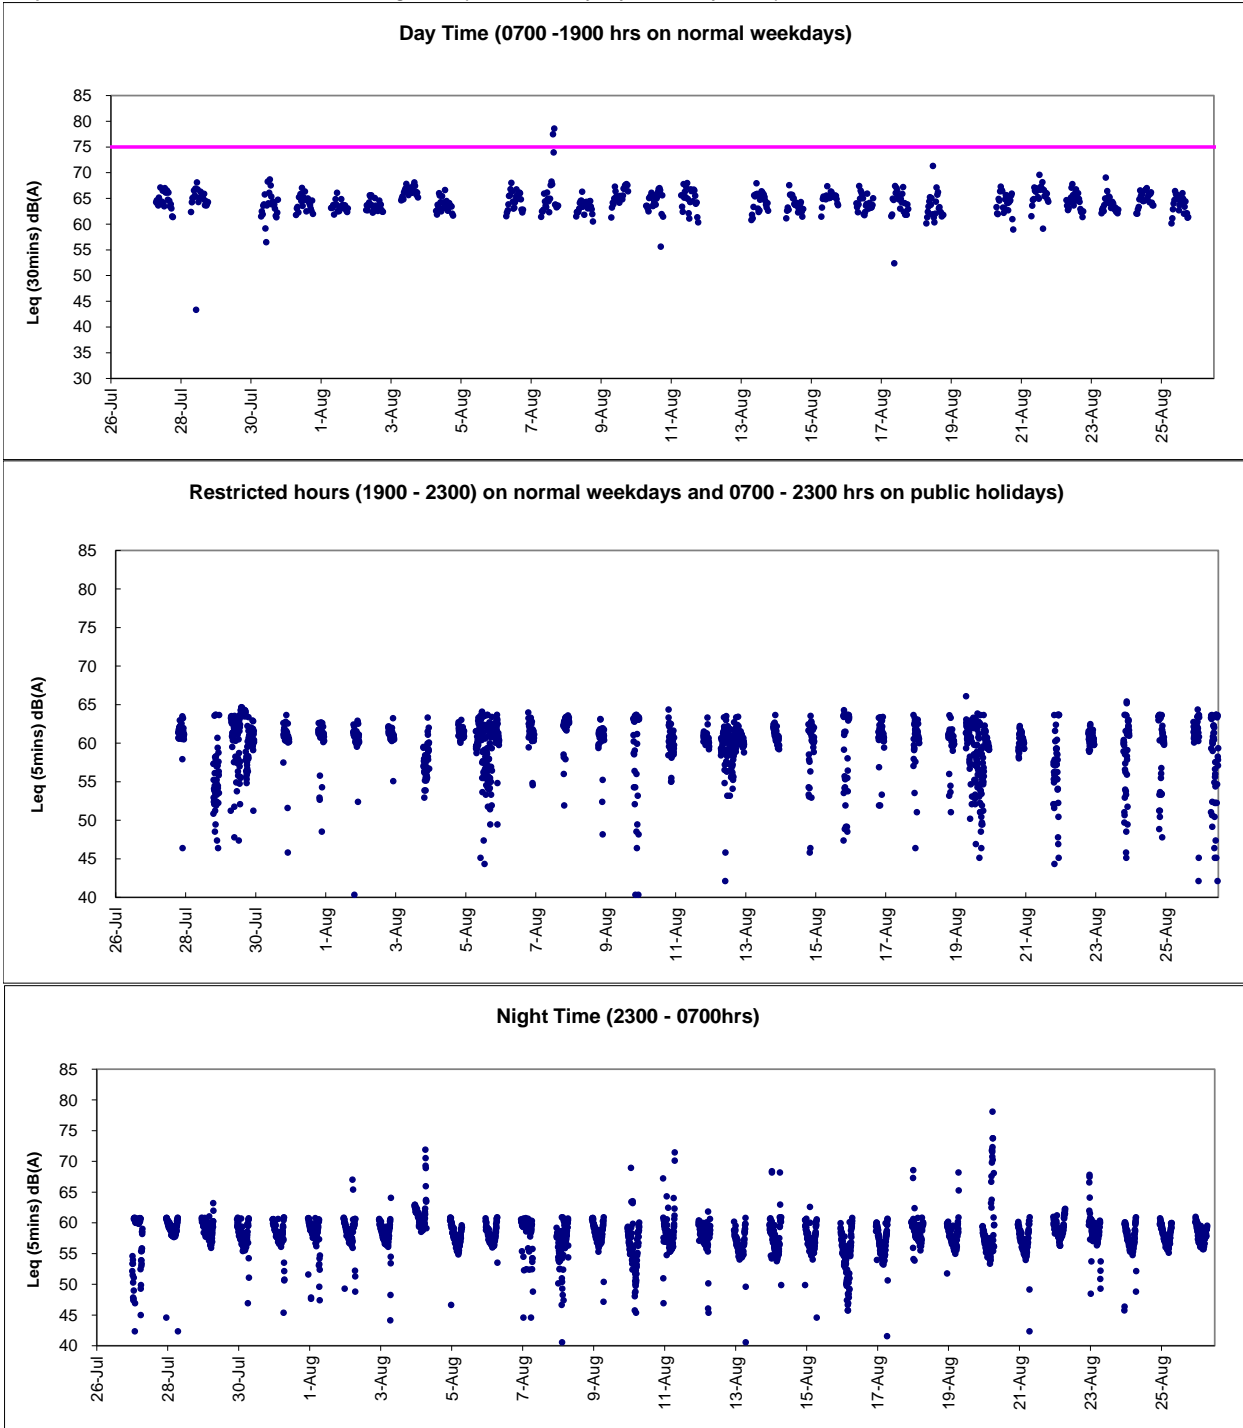 Day Time (0700 -1900 hrs on normal weekdays)
Leq (30mins) dB(A)
85
80
75
70
65
60
55
50
45
40
35
30
26-Jul
28-Jul
30-Jul
1-Aug
3-Aug
5-Aug
7-Aug
9-Aug
11-Aug
13-Aug
15-Aug
17-Aug
19-Aug
21-Aug
23-Aug
25-Aug
Restricted hours (1900 - 2300) on normal weekdays and 0700 - 2300 hrs on public holidays)
Leq (5mins) dB(A)
85
80
75
70
65
60
55
50
45
40
26-Jul
28-Jul
30-Jul
1-Aug
3-Aug
5-Aug
7-Aug
9-Aug
11-Aug
13-Aug
15-Aug
17-Aug
19-Aug
21-Aug
23-Aug
25-Aug
Night Time (2300 - 0700hrs)
Leq (5mins) dB(A)
85
80
75
70
65
60
55
50
45
40
26-Jul
28-Jul
30-Jul
1-Aug
3-Aug
5-Aug
7-Aug
9-Aug
11-Aug
13-Aug
15-Aug
17-Aug
19-Aug
21-Aug
23-Aug
25-Aug